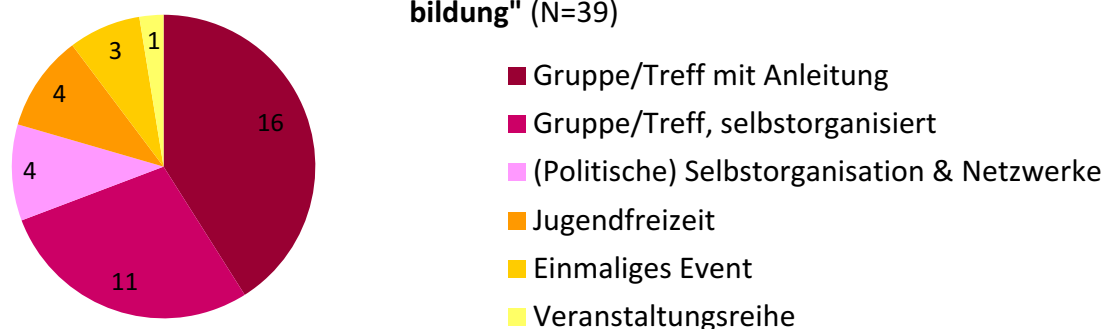 bildung" (N=39)
1
3
4
16
4
11
Gruppe/Treff mit Anleitung
Gruppe/Treff, selbstorganisiert
(Politische) Selbstorganisation & Netzwerke
Jugendfreizeit
Einmaliges Event
Veranstaltungsreihe